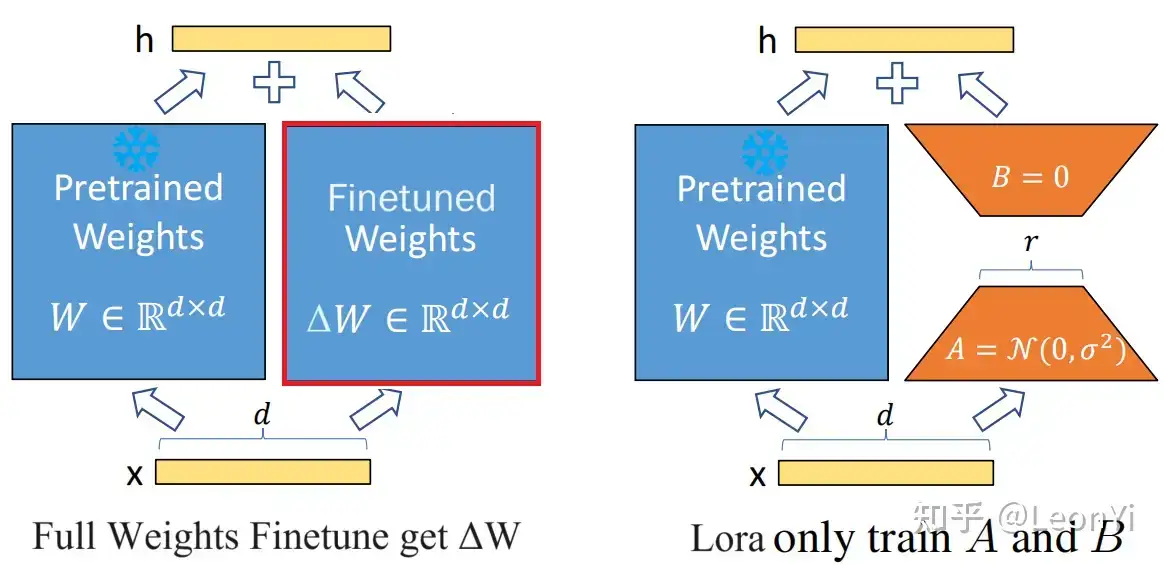 h
Pretrained
Weights
W ∈ ℝ^{d×d}
Finetuned
Weights
ΔW ∈ ℝ^{d×d}
d
x
Full Weights Finetune get ΔW
h
Pretrained
Weights
W ∈ ℝ^{d×d}
B = 0
r
A = 𝒩(0, σ²)
d
x
知乎 @LeonYi
Lora only train A and B